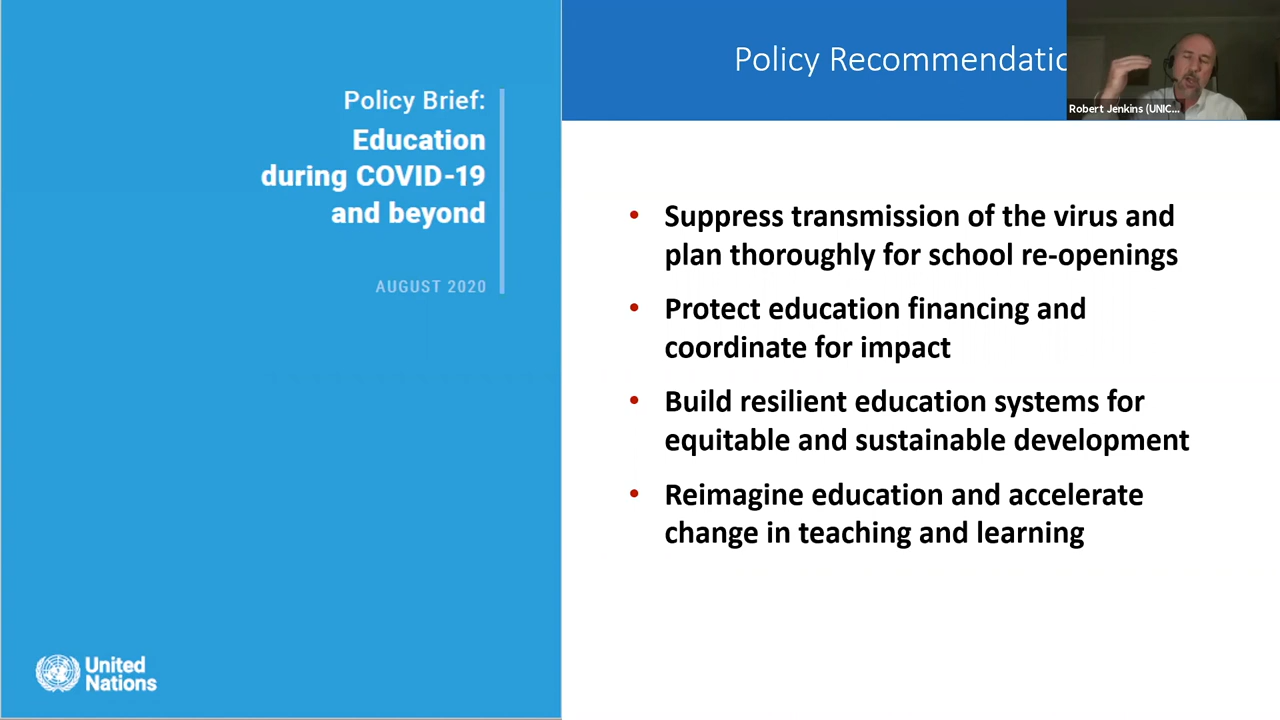 Policy Brief:
Education
during COVID-19
and beyond
AUGUST 2020
United
Nations
Policy Recommendatio
Robert Jenkins (UNIC...
• Suppress transmission of the virus and
plan thoroughly for school re-openings
• Protect education financing and
coordinate for impact
• Build resilient education systems for
equitable and sustainable development
• Reimagine education and accelerate
change in teaching and learning